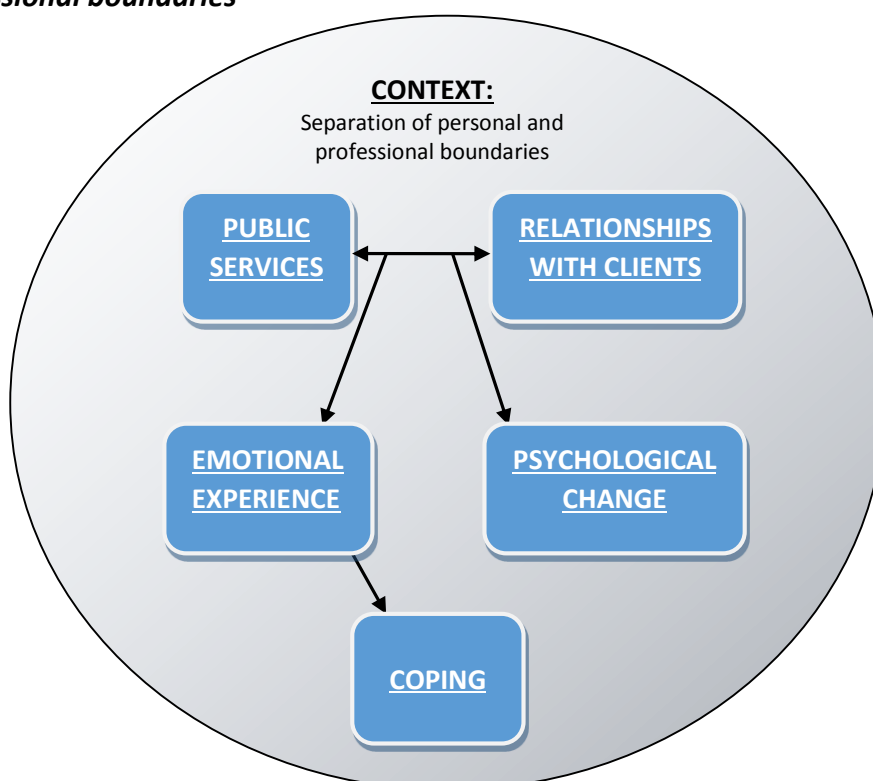 sional boundaries
CONTEXT:
Separation of personal and
professional boundaries
PUBLIC
SERVICES
RELATIONSHIPS
WITH CLIENTS
EMOTIONAL
EXPERIENCE
PSYCHOLOGICAL
CHANGE
COPING